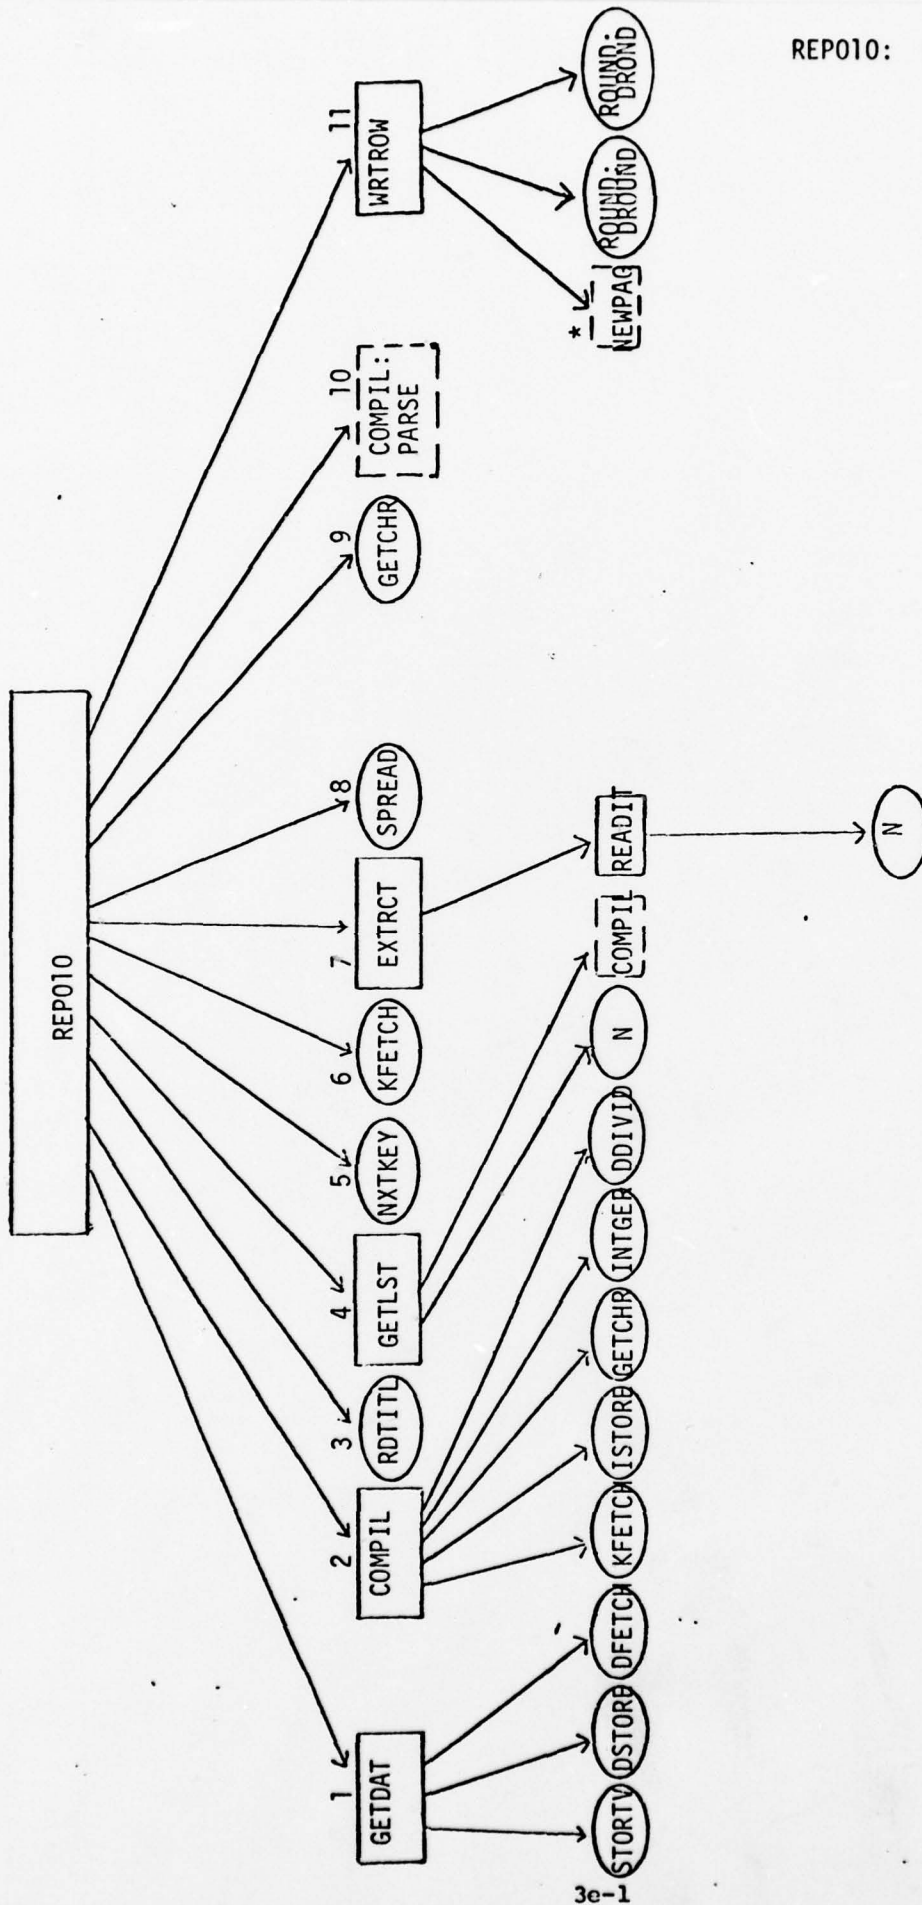 REP010:
REP010
1
GETDAT
2
COMPIL
3
RDTITL
4
GETLST
5
NXTKEY
6
KFETCH
7
EXTRCT
8
SPREAD
9
GETCHR
10
COMPIL:
PARSE
11
WRTROW
STORTV
DSTORE
DFETCH
KFETCH
ISTORE
GETCHR
INTGER
DDIVID
N
COMPIL
READIT
*
NEWPAG
ROUND:
DROUND
ROUND:
DROND
N
3e-1